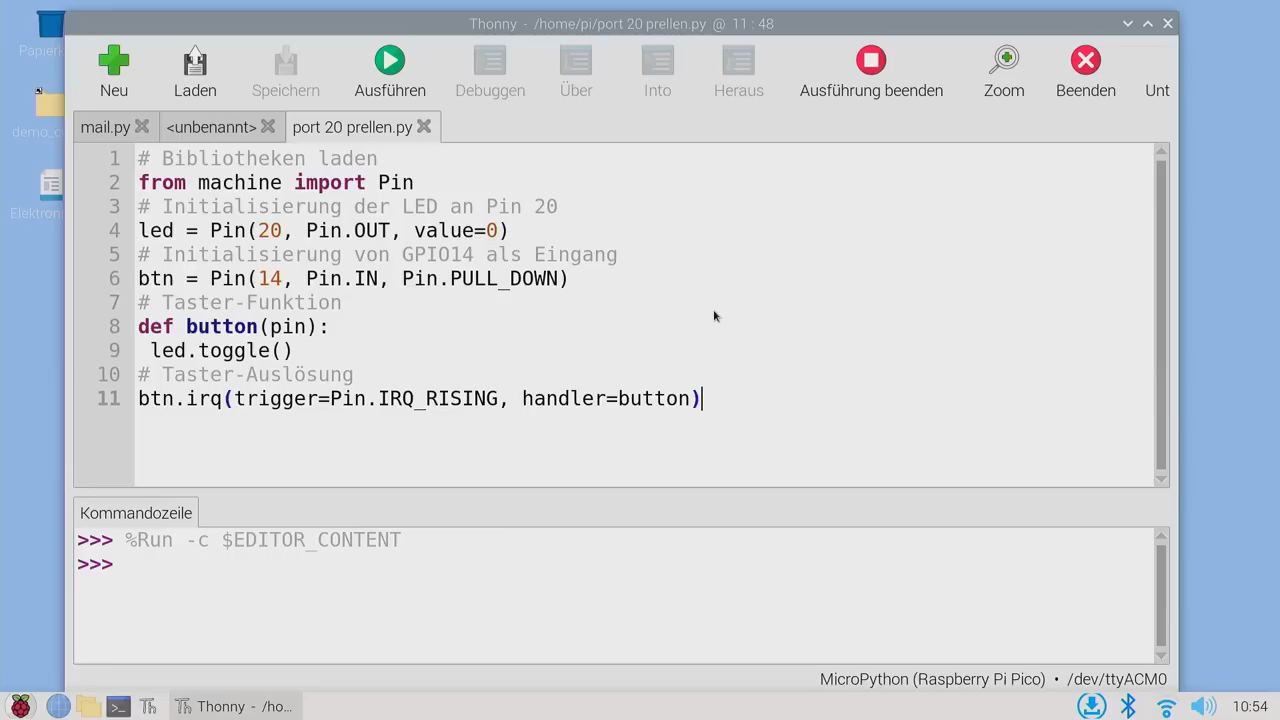 Thonny - /home/pi/port 20 prellen.py @ 11 : 48
Papier
demo_c
Elektron
Neu Laden Speichern Ausführen Debuggen Über Into Heraus Ausführung beenden Zoom Beenden Unt
mail.py <unbenannt> port 20 prellen.py
1 # Bibliotheken laden
2 from machine import Pin
3 # Initialisierung der LED an Pin 20
4 led = Pin(20, Pin.OUT, value=0)
5 # Initialisierung von GPIO14 als Eingang
6 btn = Pin(14, Pin.IN, Pin.PULL_DOWN)
7 # Taster-Funktion
8 def button(pin):
9  led.toggle()
10 # Taster-Auslösung
11 btn.irq(trigger=Pin.IRQ_RISING, handler=button)
Kommandozeile
>>> %Run -c $EDITOR_CONTENT
>>>
MicroPython (Raspberry Pi Pico) • /dev/ttyACM0
Thonny - /ho...
10:54